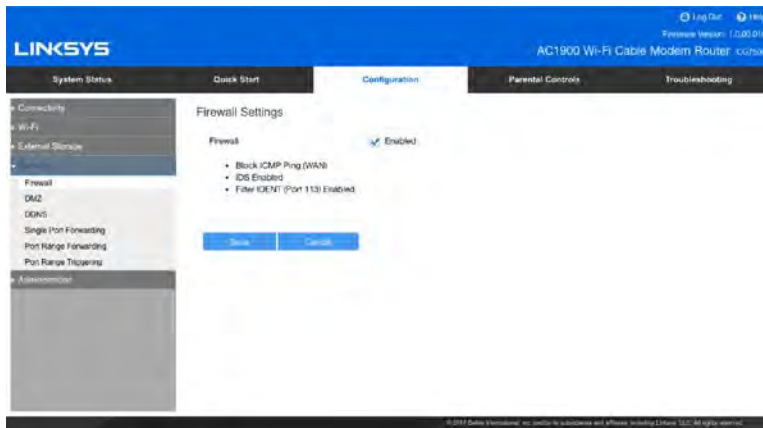 Log Out
Firmware Version:
LINKSYS
AC1900 Wi-Fi Cable Modem Router
System Status
Quick Start
Configuration
Parental Controls
Troubleshooting
Connectivity
Wi-Fi
External Storage
Firewall
DMZ
DDNS
Single Port Forwarding
Port Range Forwarding
Port Range Triggering
Administration
Firewall Settings
Firewall
Enabled
• Block ICMP Ping (WAN)
• IDS Enabled
• Filter IDENT (Port 113) Enabled
Save
Cancel